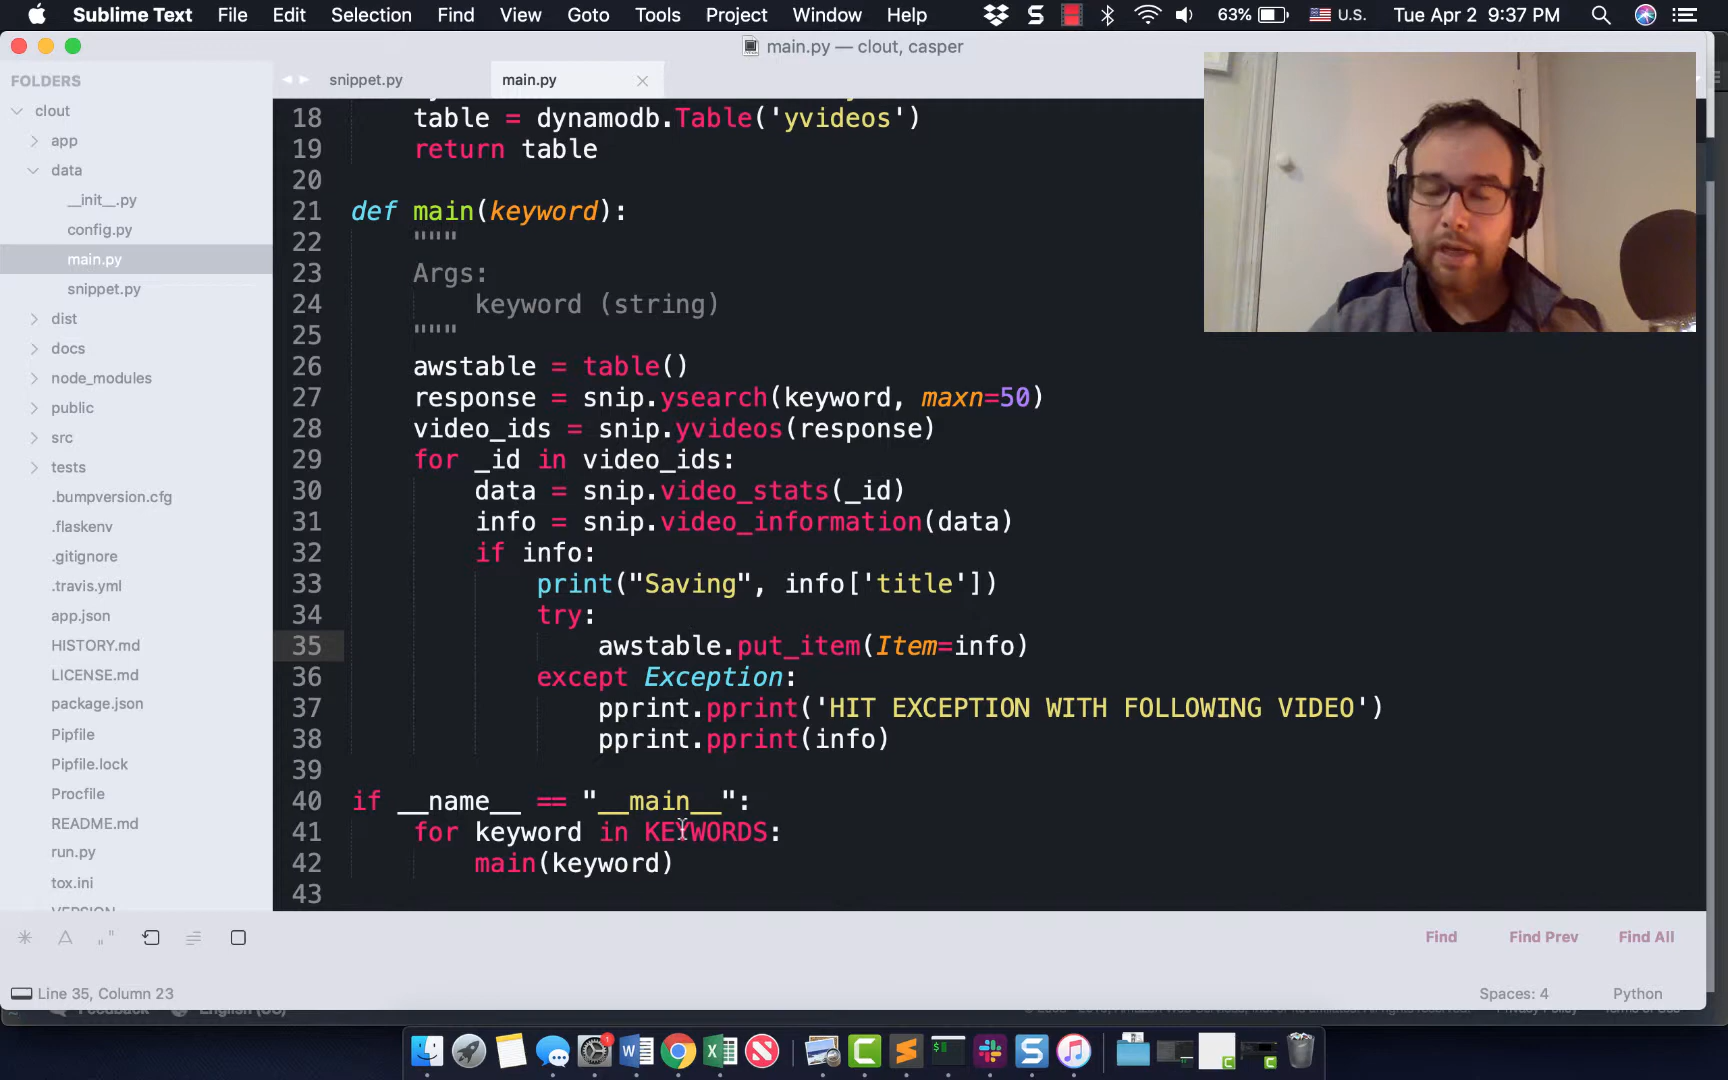 Sublime Text File Edit Selection Find View Goto Tools Project Window Help 63% U.S. Tue Apr 2 9:37 PM
main.py — clout, casper
FOLDERS
clout
app
data
__init__.py
config.py
main.py
snippet.py
dist
docs
node_modules
public
src
tests
.bumpversion.cfg
.flaskenv
.gitignore
.travis.yml
app.json
HISTORY.md
LICENSE.md
package.json
Pipfile
Pipfile.lock
Procfile
README.md
run.py
tox.ini
VERSION
snippet.py main.py
18 table = dynamodb.Table('yvideos')
19 return table
20
21 def main(keyword):
22 """
23 Args:
24 keyword (string)
25 """
26 awstable = table()
27 response = snip.ysearch(keyword, maxn=50)
28 video_ids = snip.yvideos(response)
29 for _id in video_ids:
30 data = snip.video_stats(_id)
31 info = snip.video_information(data)
32 if info:
33 print("Saving", info['title'])
34 try:
35 awstable.put_item(Item=info)
36 except Exception:
37 pprint.pprint('HIT EXCEPTION WITH FOLLOWING VIDEO')
38 pprint.pprint(info)
39
40 if __name__ == "__main__":
41 for keyword in KEYWORDS:
42 main(keyword)
43
Find Find Prev Find All
Line 35, Column 23 Spaces: 4 Python
Feedback English (US)